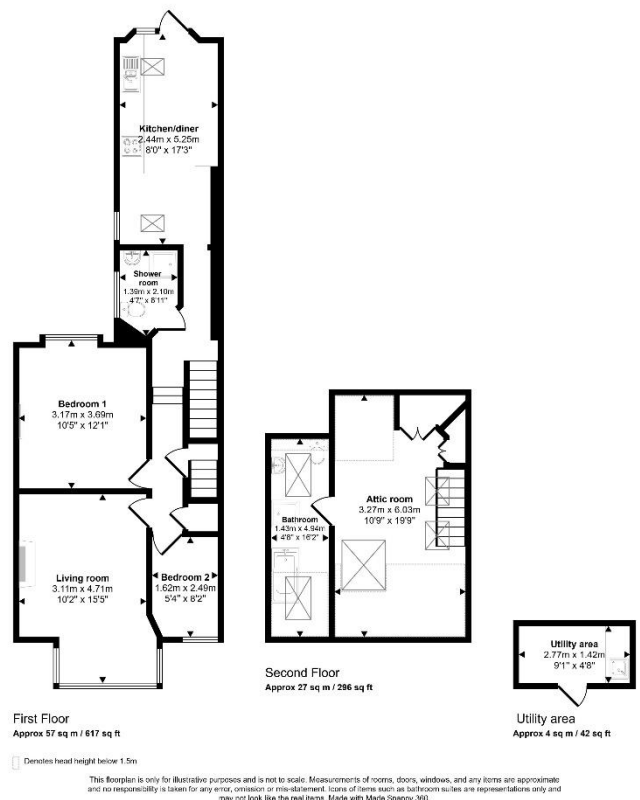 Kitchen/diner
2.44m x 5.25m
8'0" x 17'3"
Shower
room
1.39m x 2.10m
4'7" x 6'11"
Bedroom 1
3.17m x 3.69m
10'5" x 12'1"
Living room
3.11m x 4.71m
10'2" x 15'5"
Bedroom 2
1.62m x 2.49m
5'4" x 8'2"
First Floor
Approx 57 sq m / 617 sq ft
Bathroom
1.43m x 4.94m
4'8" x 16'2"
Attic room
3.27m x 6.03m
10'9" x 19'9"
Second Floor
Approx 27 sq m / 296 sq ft
Utility area
2.77m x 1.42m
9'1" x 4'8"
Utility area
Approx 4 sq m / 42 sq ft
Denotes head height below 1.5m
This floorplan is only for illustrative purposes and is not to scale. Measurements of rooms, doors, windows, and any items are approximate
and no responsibility is taken for any error, omission or mis-statement. Icons of items such as bathroom suites are representations only and
may not look like the real items. Made with Made Snappy 360.